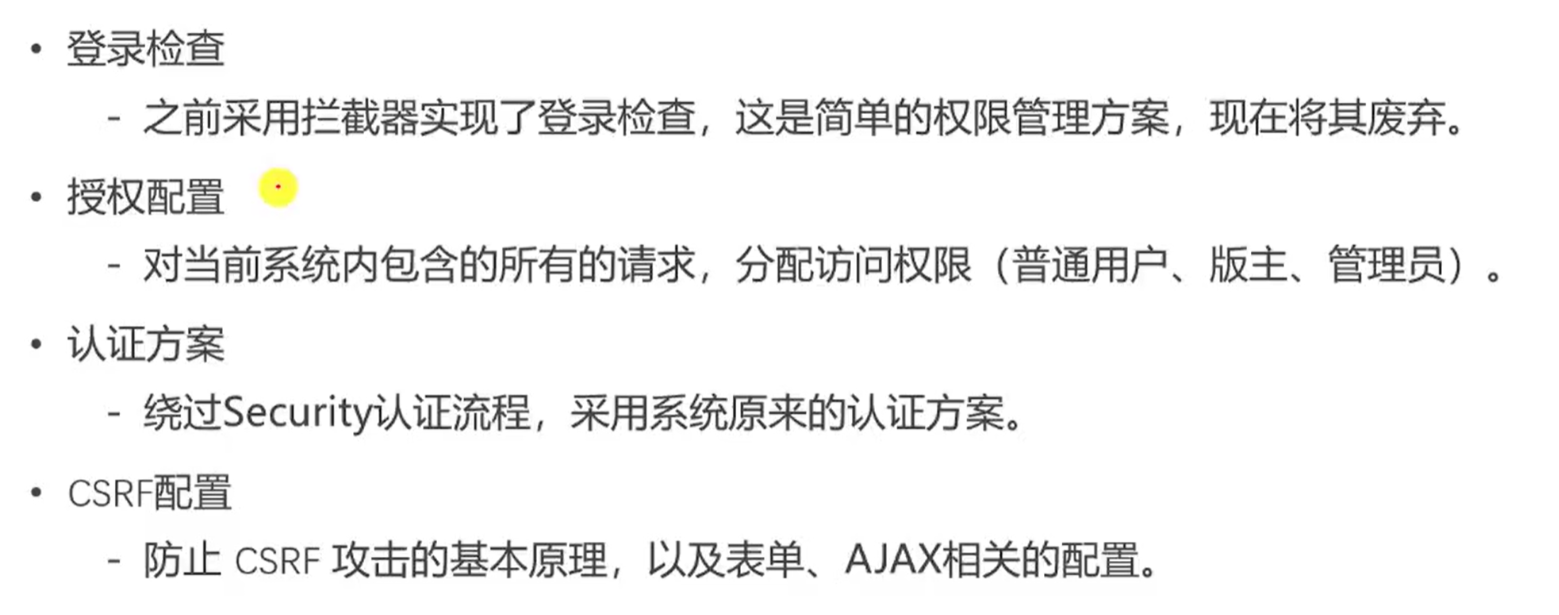 • 登录检查
- 之前采用拦截器实现了登录检查，这是简单的权限管理方案，现在将其废弃。
• 授权配置
- 对当前系统内包含的所有的请求，分配访问权限（普通用户、版主、管理员）。
• 认证方案
- 绕过Security认证流程，采用系统原来的认证方案。
• CSRF配置
- 防止 CSRF 攻击的基本原理，以及表单、AJAX相关的配置。